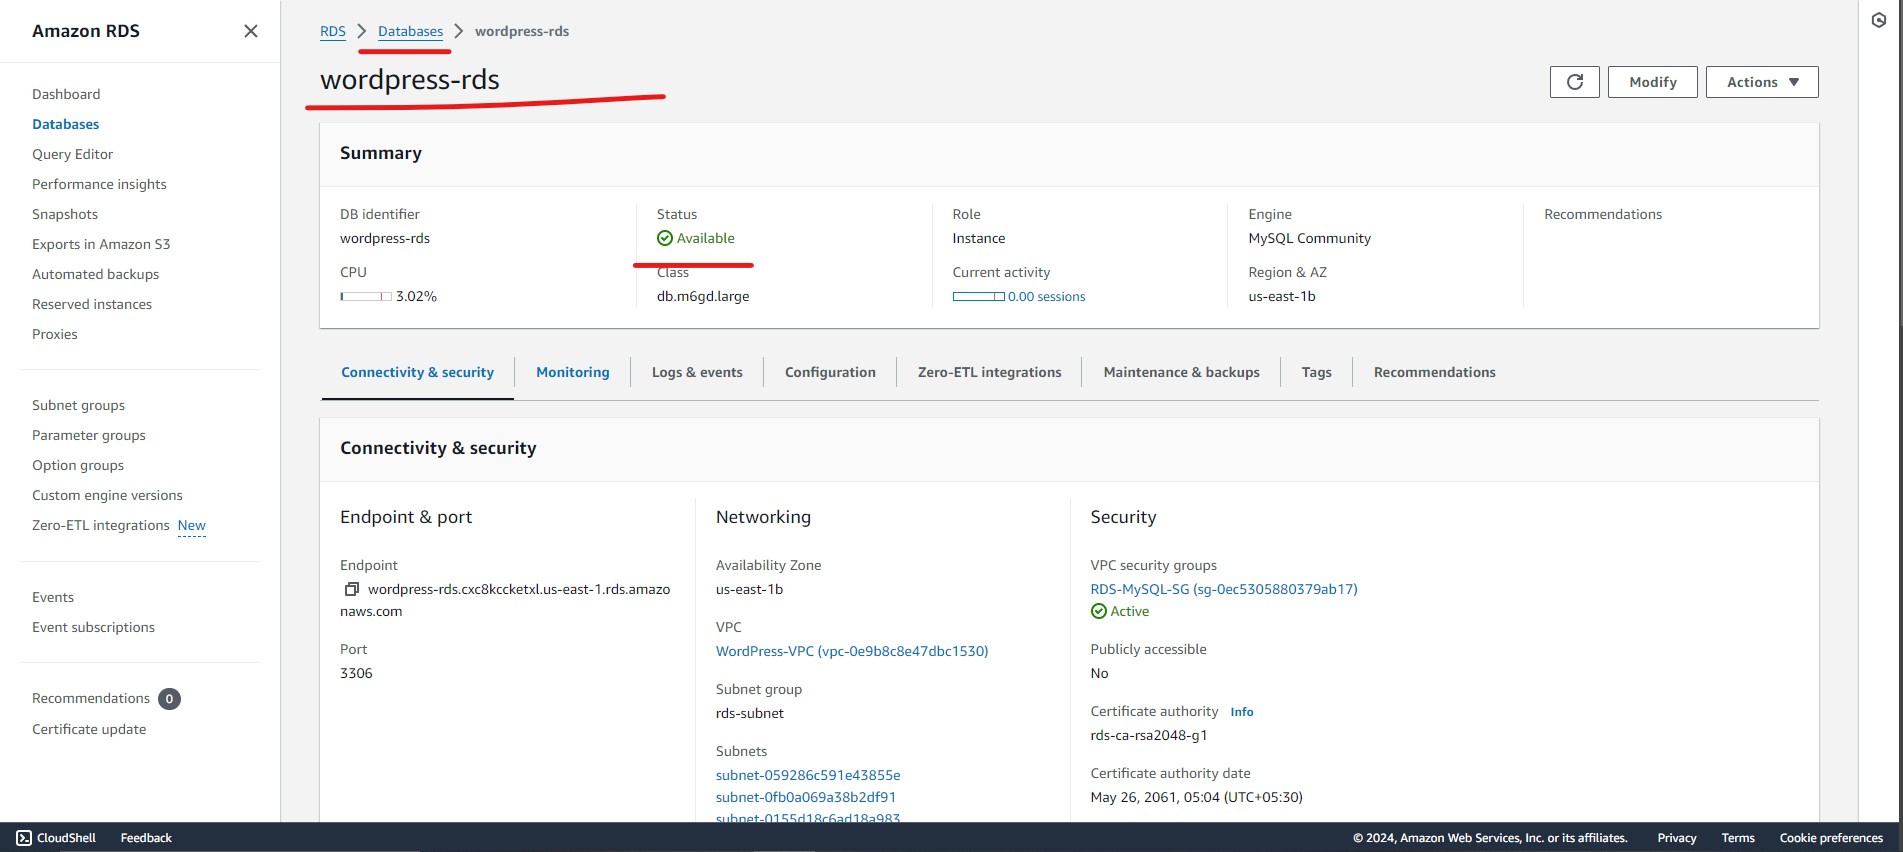 Amazon RDS
Dashboard
Databases
Query Editor
Performance insights
Snapshots
Exports in Amazon S3
Automated backups
Reserved instances
Proxies
Subnet groups
Parameter groups
Option groups
Custom engine versions
Zero-ETL integrations New
Events
Event subscriptions
Recommendations 0
Certificate update
RDS Databases wordpress-rds
wordpress-rds
Modify
Actions
Summary
DB identifier
wordpress-rds
CPU
3.02%
Status
Available
Class
db.m6gd.large
Role
Instance
Current activity
0.00 sessions
Engine
MySQL Community
Region & AZ
us-east-1b
Recommendations
Connectivity & security Monitoring Logs & events Configuration Zero-ETL integrations Maintenance & backups Tags Recommendations
Connectivity & security
Endpoint & port
Endpoint
wordpress-rds.cxc8kccketxl.us-east-1.rds.amazo
naws.com
Port
3306
Networking
Availability Zone
us-east-1b
VPC
WordPress-VPC (vpc-0e9b8c8e47dbc1530)
Subnet group
rds-subnet
Subnets
subnet-059286c591e43855e
subnet-0fb0a069a38b2df91
subnet-0155d18c6ad18a983
Security
VPC security groups
RDS-MySQL-SG (sg-0ec5305880379ab17)
Active
Publicly accessible
No
Certificate authority Info
rds-ca-rsa2048-g1
Certificate authority date
May 26, 2061, 05:04 (UTC+05:30)
CloudShell Feedback © 2024, Amazon Web Services, Inc. or its affiliates. Privacy Terms Cookie preferences